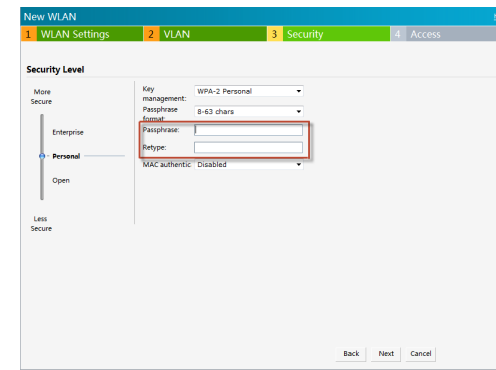 New WLAN
1 WLAN Settings 2 VLAN 3 Security 4 Access
Security Level
More
Secure
Enterprise
Personal
Open
Less
Secure
Key
management: WPA-2 Personal
Passphrase
format: 8-63 chars
Passphrase:
Retype:
MAC authentic Disabled
Back Next Cancel